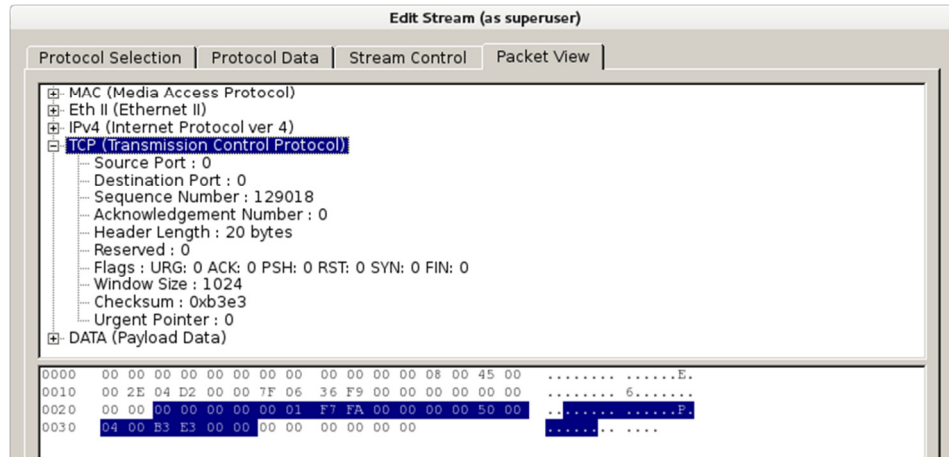 Edit Stream (as superuser)
Protocol Selection Protocol Data Stream Control Packet View
MAC (Media Access Protocol)
Eth II (Ethernet II)
IPv4 (Internet Protocol ver 4)
TCP (Transmission Control Protocol)
Source Port : 0
Destination Port : 0
Sequence Number : 129018
Acknowledgement Number : 0
Header Length : 20 bytes
Reserved : 0
Flags : URG: 0 ACK: 0 PSH: 0 RST: 0 SYN: 0 FIN: 0
Window Size : 1024
Checksum : 0xb3e3
Urgent Pointer : 0
DATA (Payload Data)
0000 00 00 00 00 00 00 00 00 00 00 00 00 08 00 45 00 ........ ......E.
0010 00 2E 04 D2 00 00 7F 06 36 F9 00 00 00 00 00 00 ........ 6.......
0020 00 00 00 00 00 00 00 01 F7 FA 00 00 00 00 50 00 ........ ......P.
0030 04 00 B3 E3 00 00 00 00 00 00 00 00 ........ ....